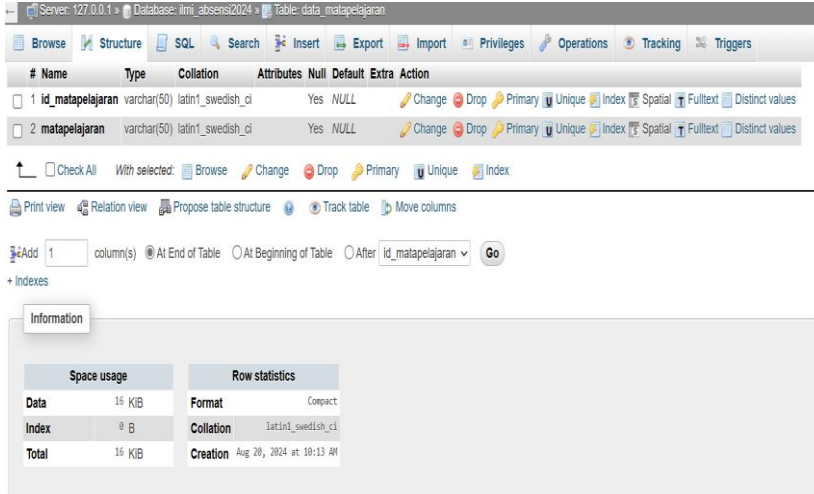 Server: 127.0.0.1 » Database: ilmi_absensi2024 » Table: data_matapelajaran
Browse Structure SQL Search Insert Export Import Privileges Operations Tracking Triggers
# Name Type Collation Attributes Null Default Extra Action
1 id_matapelajaran varchar(50) latin1_swedish_ci Yes NULL Change Drop Primary Unique Index Spatial Fulltext Distinct values
2 matapelajaran varchar(50) latin1_swedish_ci Yes NULL Change Drop Primary Unique Index Spatial Fulltext Distinct values
Check All With selected: Browse Change Drop Primary Unique Index
Print view Relation view Propose table structure Track table Move columns
Add 1 column(s) At End of Table At Beginning of Table After id_matapelajaran Go
+ Indexes
Information
Space usage Row statistics
Data 16 KiB Format Compact
Index 0 B Collation latin1_swedish_ci
Total 16 KiB Creation Aug 20, 2024 at 10:13 AM